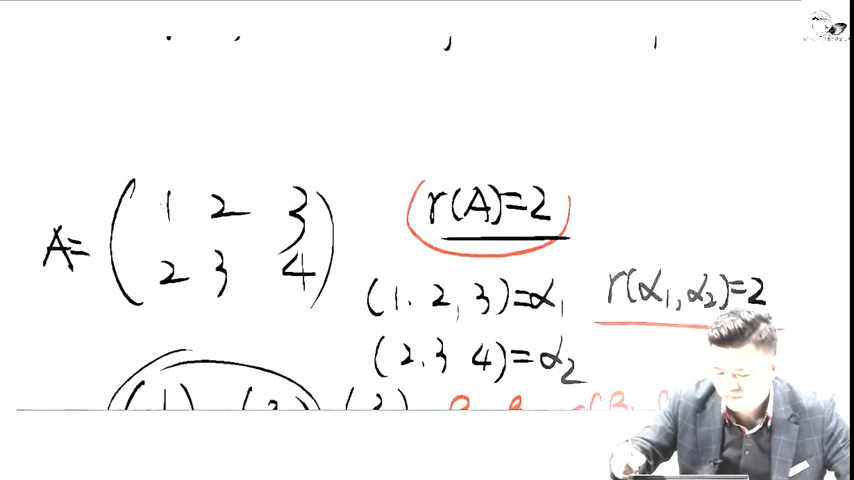 A= ( 1 2 3
2 3 4 )
r(A)=2
(1. 2, 3)=α₁
r(α₁,α₂)=2
(2.3 4)=α₂